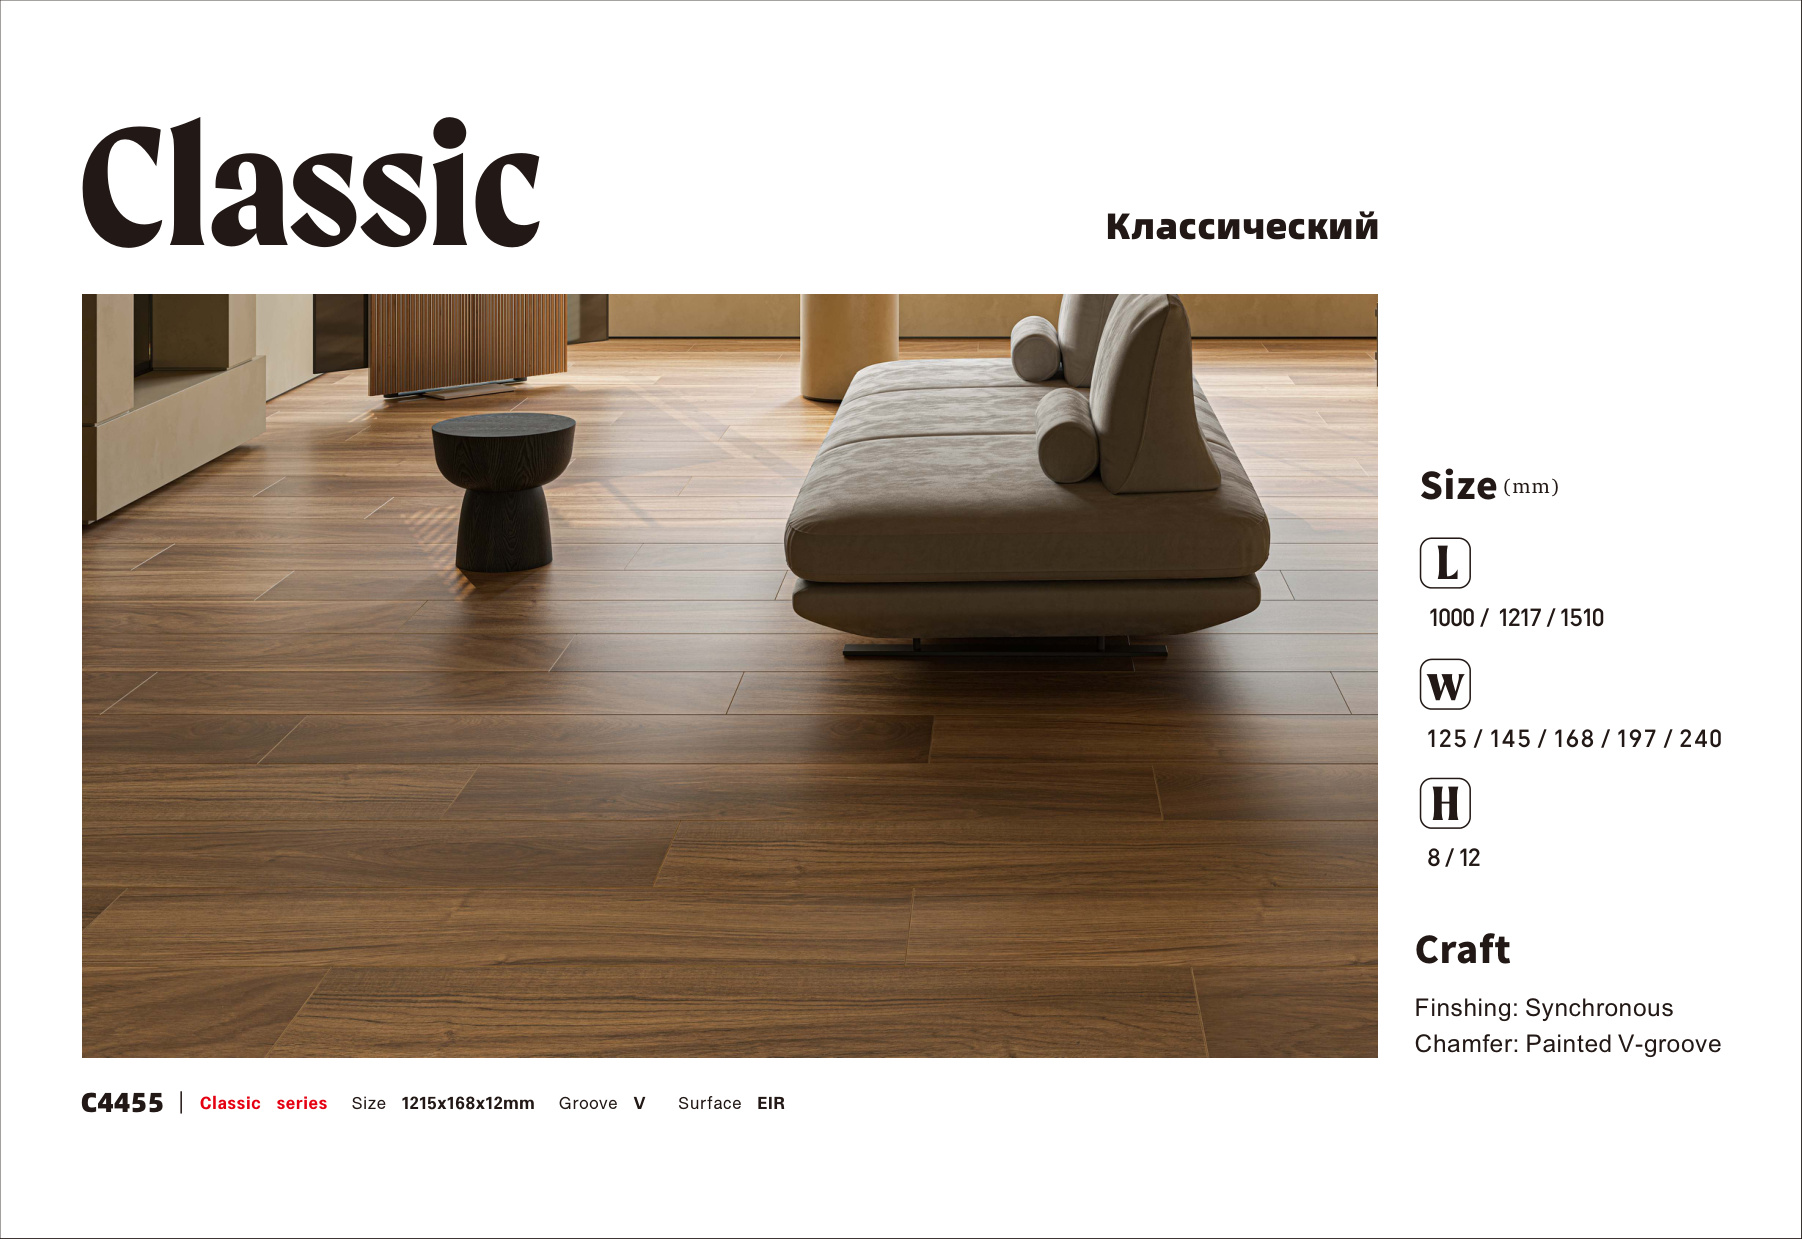 Classic
Классический
Size (mm)
L
1000 / 1217 / 1510
W
125 / 145 / 168 / 197 / 240
H
8 / 12
Craft
Finshing: Synchronous
Chamfer: Painted V-groove
C4455 | Classic series Size 1215x168x12mm Groove V Surface EIR